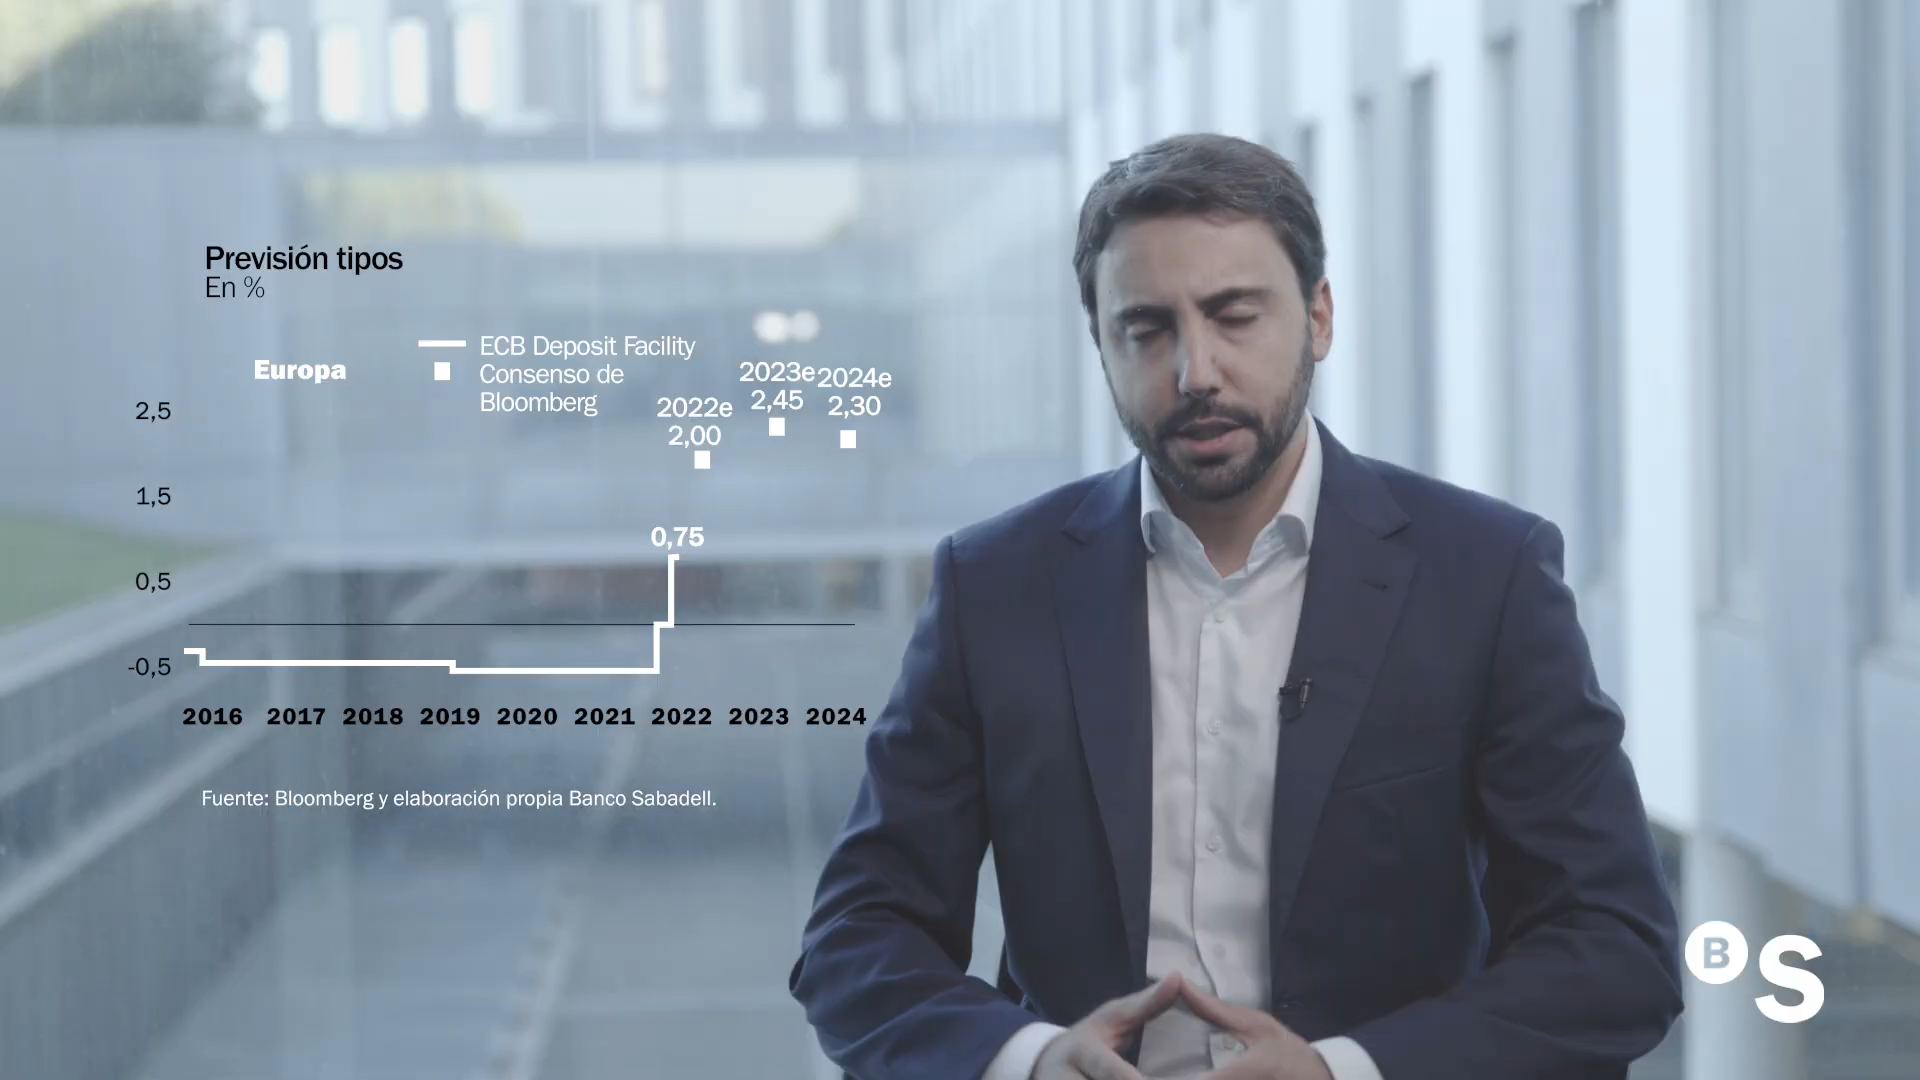 Previsión tipos
En %
Europa
ECB Deposit Facility
Consenso de
Bloomberg
2022e
2,00
2023e
2,45
2024e
2,30
0,75
2,5
1,5
0,5
-0,5
2016 2017 2018 2019 2020 2021 2022 2023 2024
Fuente: Bloomberg y elaboración propia Banco Sabadell.
B S